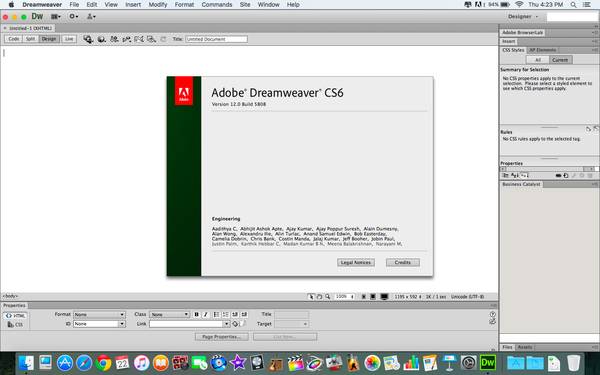 Dreamweaver File Edit View Insert Modify Format Commands Site Window Help 94% Thu 4:23 PM
Dw Designer
Untitled-1 (XHTML)
Code Split Design Live Title: Untitled Document
Adobe BrowserLab
Insert
CSS Styles AP Elements
All Current
Summary for Selection
No CSS properties apply to the current selection. Please select a styled element to see which CSS properties apply.
Rules
No CSS rules apply to the selected tag.
Properties
Business Catalyst
Adobe
Adobe® Dreamweaver® CS6
Version 12.0 Build 5808
Engineering
Aadithya C, Abhijit Ashok Apte, Ajay Kumar, Ajay Poppur Suresh, Alain Dumesny,
Alan Wong, Alexandru Ilie, Alin Turlac, Anand Samuel Edwin, Bob Easterday,
Camelia Dobrin, Chris Bank, Costin Manda, Jalaj Kumar, Jeff Booher, Jobin Paul,
Justin Palm, Karthik Hebbar C, Madan Kumar B h, Meena Balakrishnan, Narayani M,
Legal Notices Credits
<body> 100% 1195 x 592 1K / 1 sec Unicode (UTF-8)
Properties
HTML Format None Class None B I Title
CSS ID None Link Target
Page Properties... List Item...
Files Assets
22
Dw